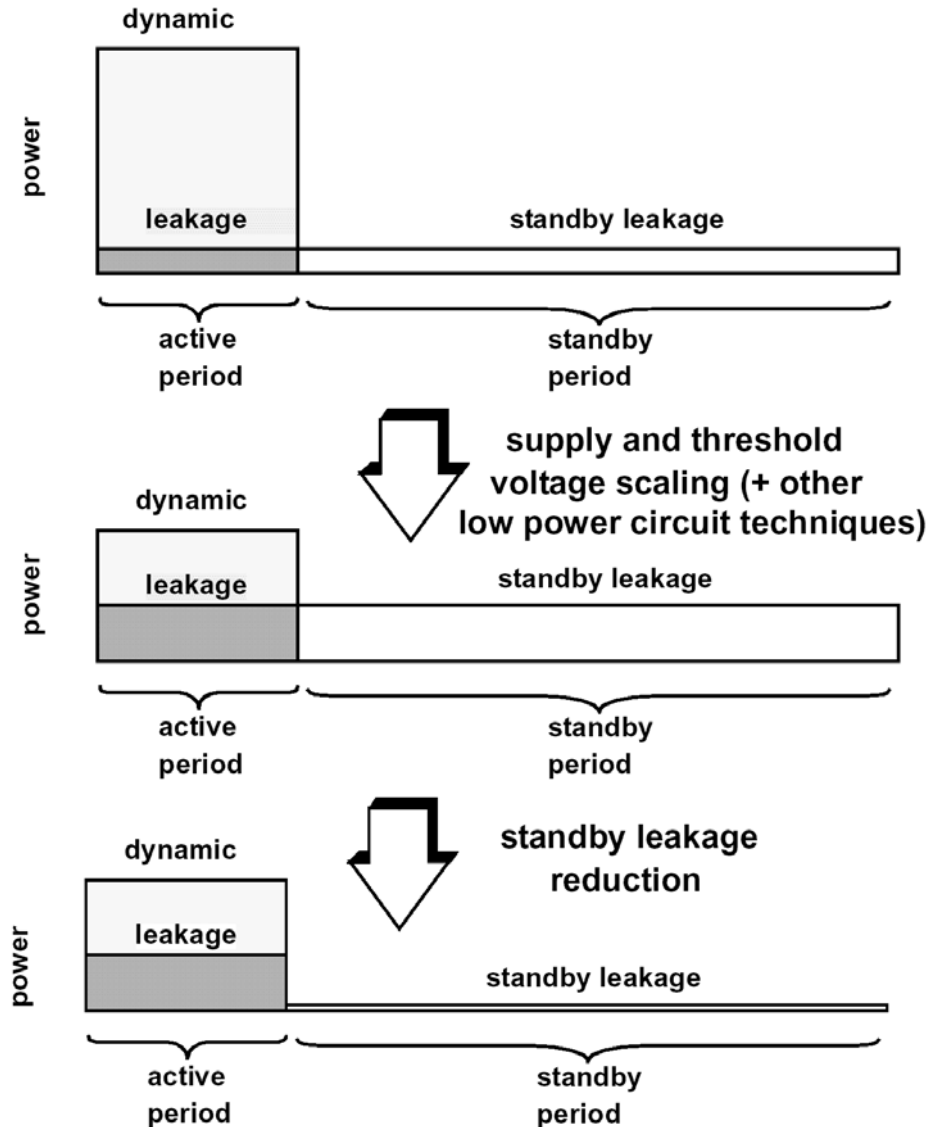 dynamic
power
leakage
standby leakage
active
period
standby
period
supply and threshold
voltage scaling (+ other
low power circuit techniques)
dynamic
power
leakage
standby leakage
active
period
standby
period
standby leakage
reduction
dynamic
power
leakage
standby leakage
active
period
standby
period